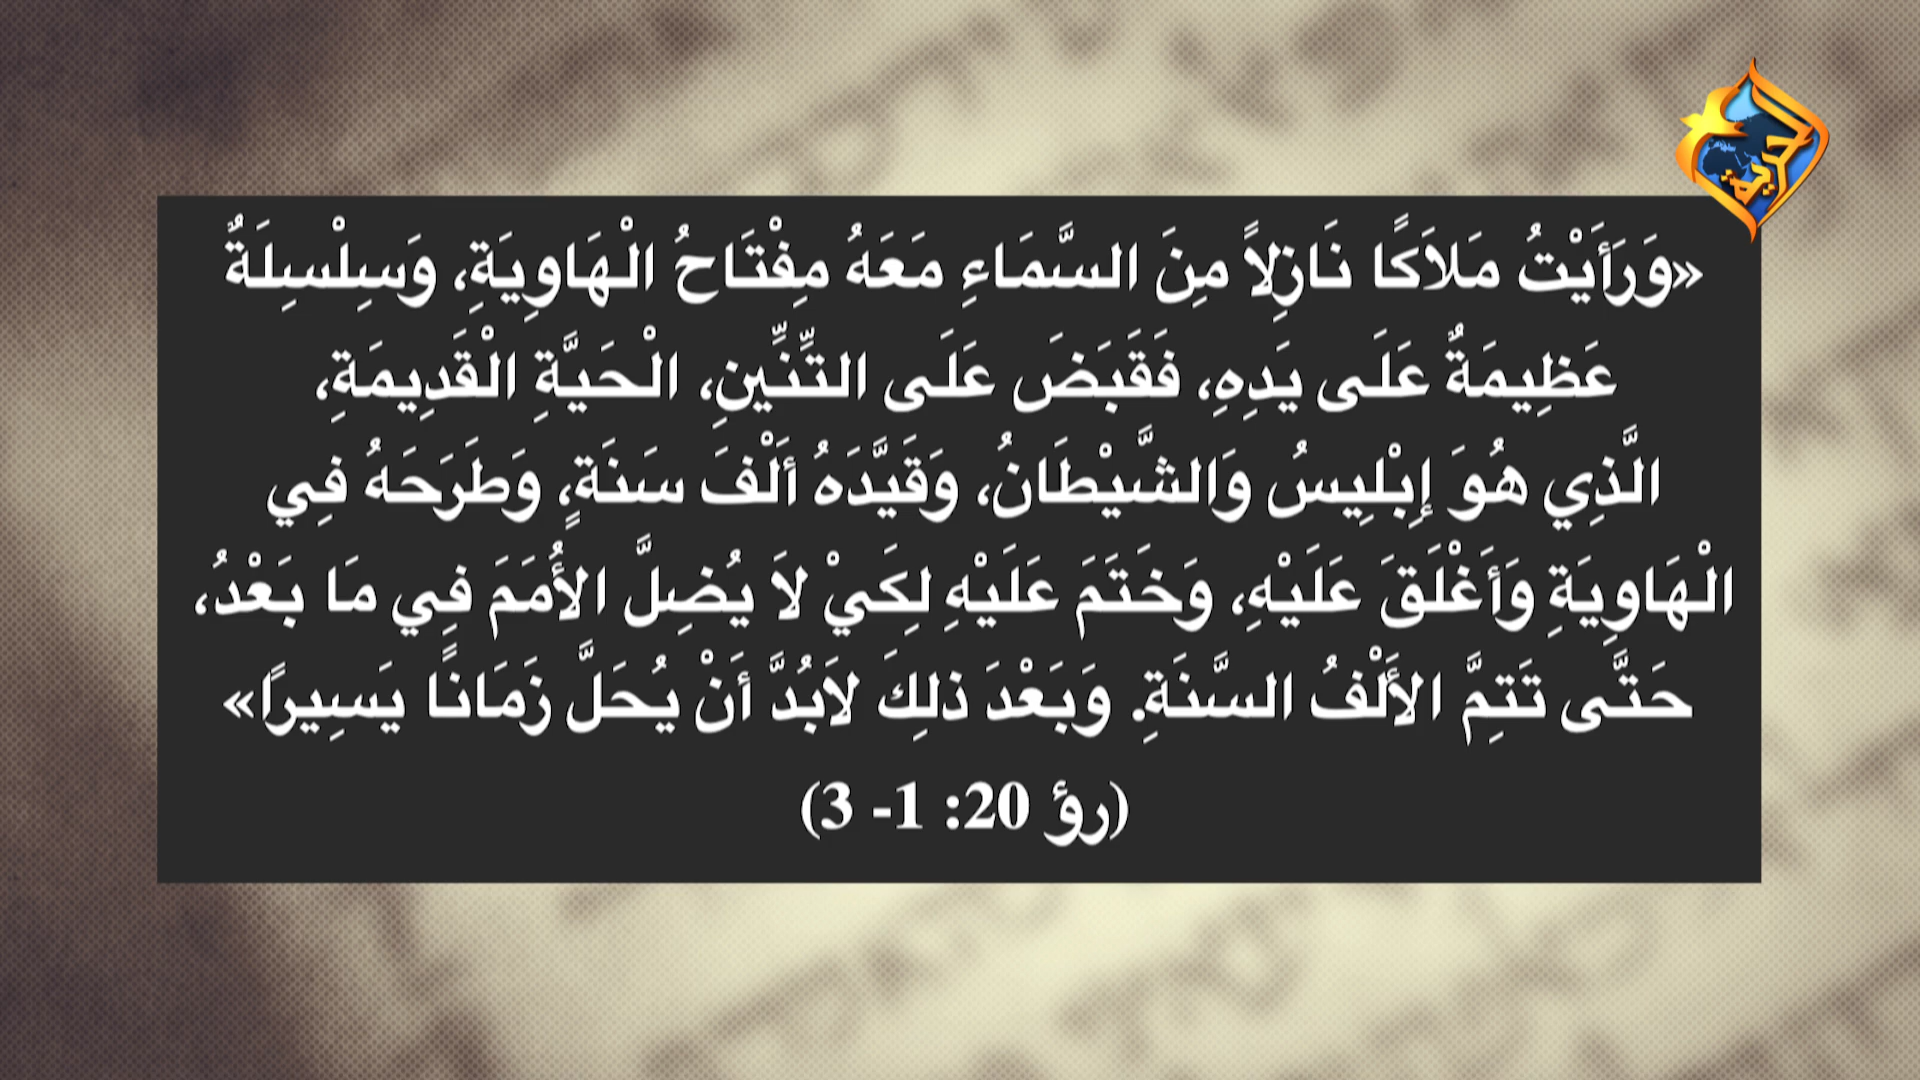 الحرية
«وَرَأَيْتُ مَلاَكًا نَازِلاً مِنَ السَّمَاءِ مَعَهُ مِفْتَاحُ الْهَاوِيَةِ، وَسِلْسِلَةٌ
عَظِيمَةٌ عَلَى يَدِهِ، فَقَبَضَ عَلَى التِّنِّينِ، الْحَيَّةِ الْقَدِيمَةِ،
الَّذِي هُوَ إِبْلِيسُ وَالشَّيْطَانُ، وَقَيَّدَهُ أَلْفَ سَنَةٍ، وَطَرَحَهُ فِي
الْهَاوِيَةِ وَأَغْلَقَ عَلَيْهِ، وَخَتَمَ عَلَيْهِ لِكَيْ لاَ يُضِلَّ الأُمَمَ فِي مَا بَعْدُ،
حَتَّى تَتِمَّ الأَلْفُ السَّنَةِ. وَبَعْدَ ذلِكَ لاَبُدَّ أَنْ يُحَلَّ زَمَانًا يَسِيرًا»
(رؤ 20: 1- 3)